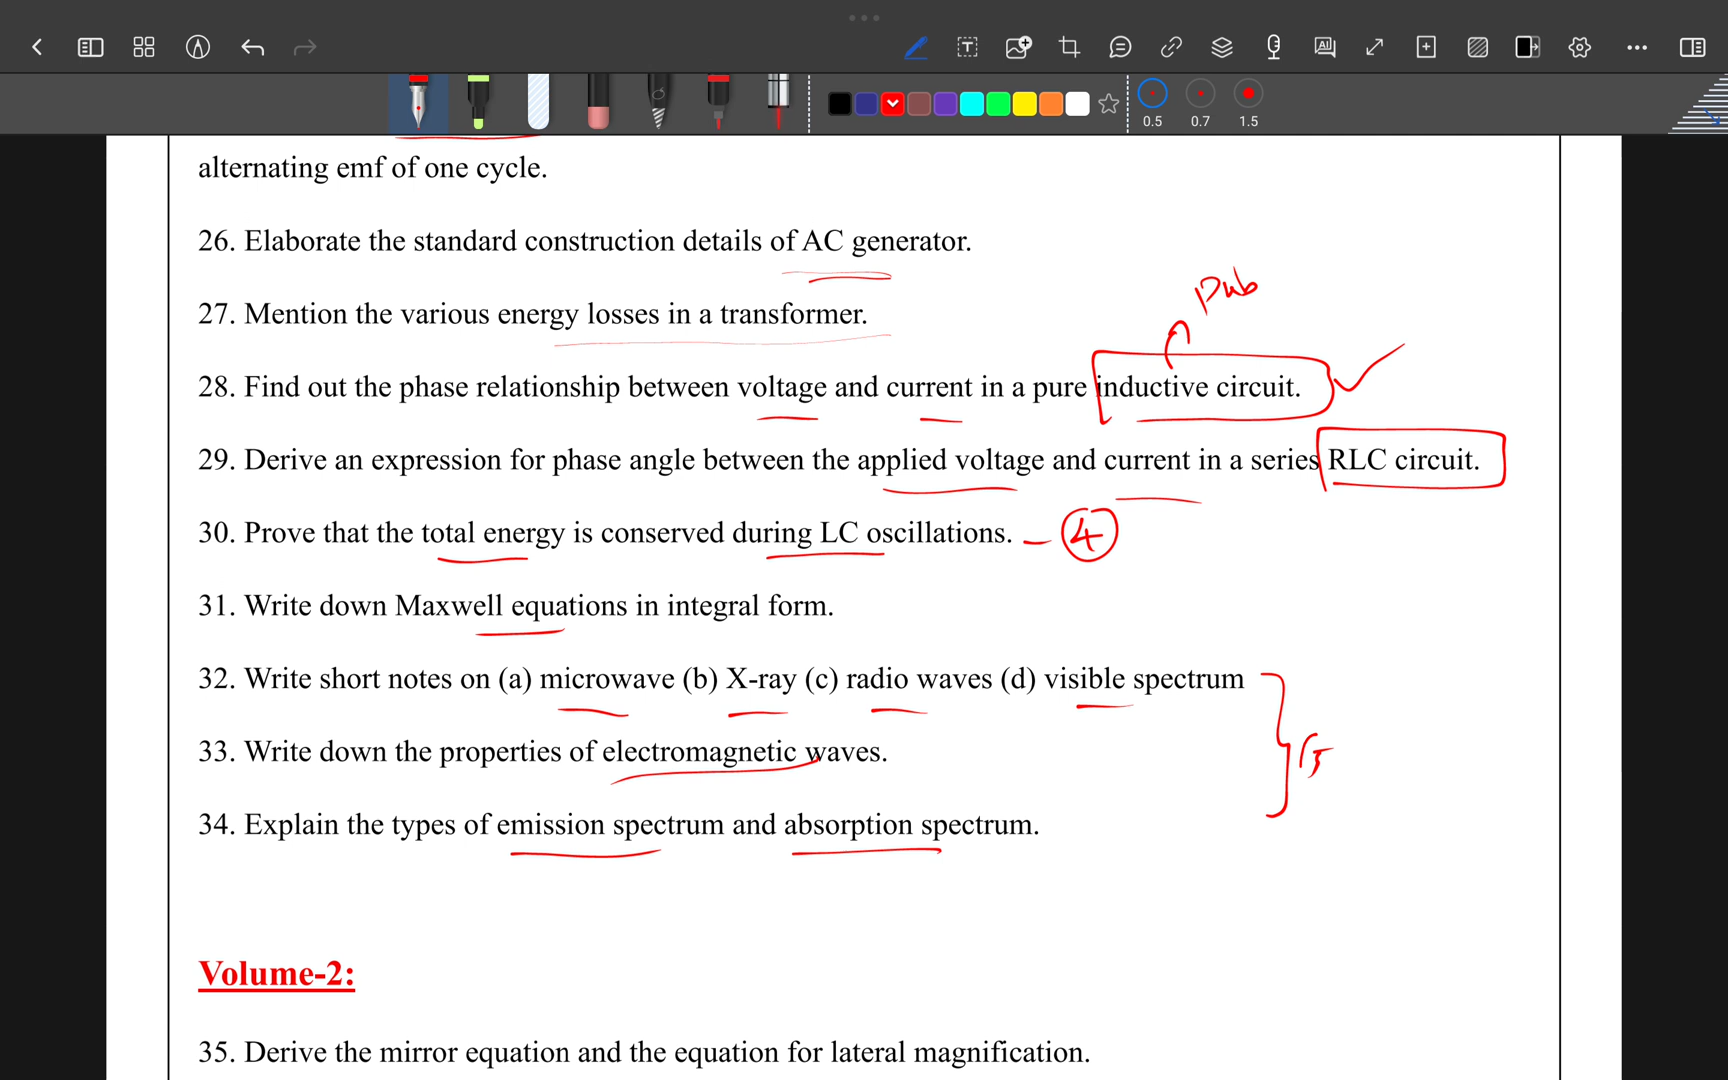 0.5 0.7 1.5
alternating emf of one cycle.
26. Elaborate the standard construction details of AC generator.
Pub
27. Mention the various energy losses in a transformer.
28. Find out the phase relationship between voltage and current in a pure inductive circuit.
29. Derive an expression for phase angle between the applied voltage and current in a series RLC circuit.
30. Prove that the total energy is conserved during LC oscillations. – 4
31. Write down Maxwell equations in integral form.
32. Write short notes on (a) microwave (b) X-ray (c) radio waves (d) visible spectrum
33. Write down the properties of electromagnetic waves.
34. Explain the types of emission spectrum and absorption spectrum.
Volume-2:
35. Derive the mirror equation and the equation for lateral magnification.